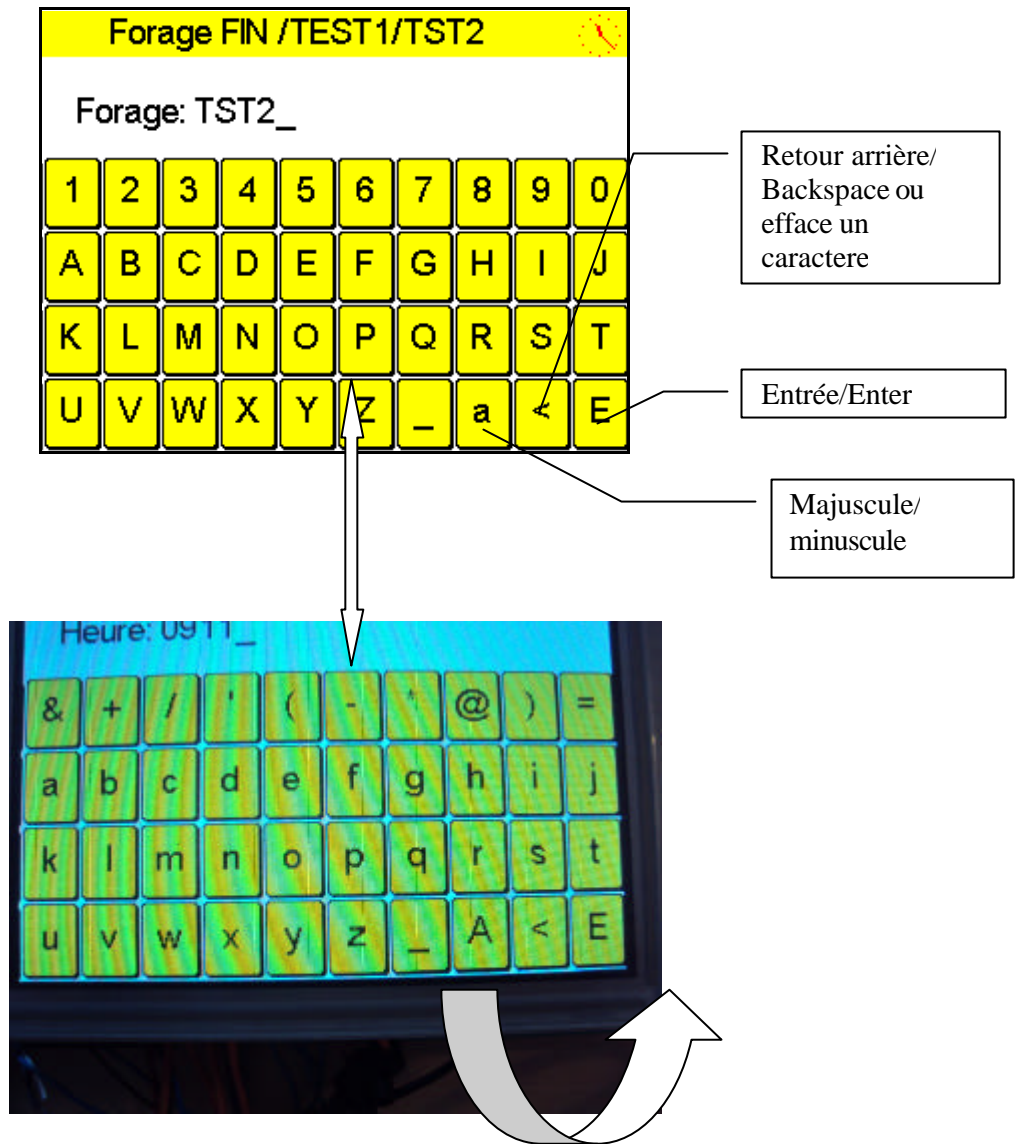 Forage FIN /TEST1/TST2
Forage: TST2_
1 2 3 4 5 6 7 8 9 0
A B C D E F G H I J
K L M N O P Q R S T
U V W X Y Z _ a < E
Retour arrière/
Backspace ou
efface un
caractere
Entrée/Enter
Majuscule/
minuscule
Heure: 0911_
& + / ' ( - * @ ) =
a b c d e f g h i j
k l m n o p q r s t
u v w x y z _ A < E